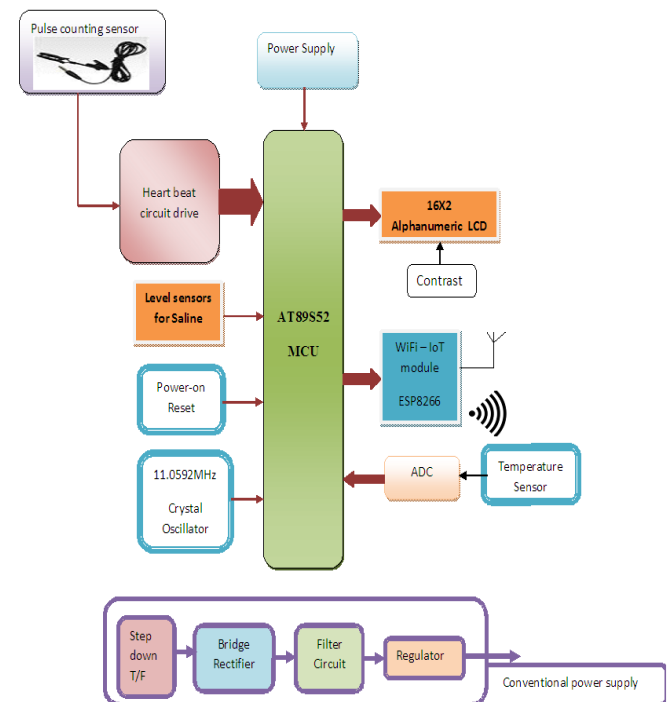 Pulse counting sensor
Power Supply
Heart beat
circuit drive
16X2
Alphanumeric LCD
Contrast
Level sensors
for Saline
AT89S52
MCU
WiFi – IoT
module
ESP8266
Power-on
Reset
11.0592MHz
Crystal
Oscillator
ADC
Temperature
Sensor
Step
down
T/F
Bridge
Rectifier
Filter
Circuit
Regulator
Conventional power supply